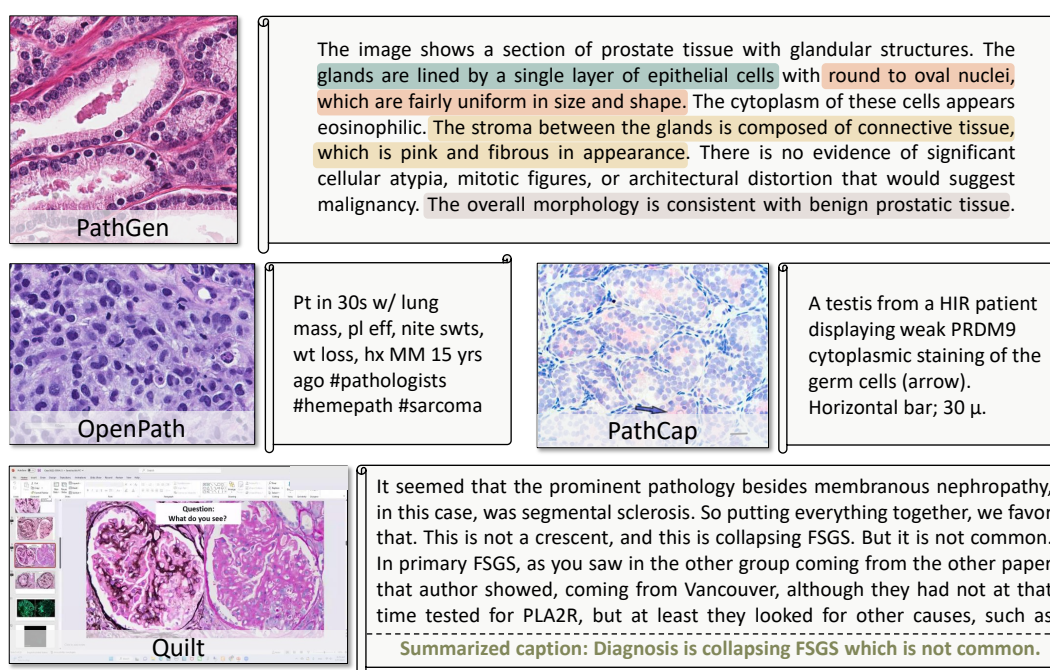 The image shows a section of prostate tissue with glandular structures. The
glands are lined by a single layer of epithelial cells with round to oval nuclei,
which are fairly uniform in size and shape. The cytoplasm of these cells appears
eosinophilic. The stroma between the glands is composed of connective tissue,
which is pink and fibrous in appearance. There is no evidence of significant
cellular atypia, mitotic figures, or architectural distortion that would suggest
malignancy. The overall morphology is consistent with benign prostatic tissue.
PathGen
Pt in 30s w/ lung
mass, pl eff, nite swts,
wt loss, hx MM 15 yrs
ago #pathologists
#hemepath #sarcoma
OpenPath
A testis from a HIR patient
displaying weak PRDM9
cytoplasmic staining of the
germ cells (arrow).
Horizontal bar; 30 μ.
PathCap
Question:
What do you see?
Quilt
It seemed that the prominent pathology besides membranous nephropathy,
in this case, was segmental sclerosis. So putting everything together, we favor
that. This is not a crescent, and this is collapsing FSGS. But it is not common.
In primary FSGS, as you saw in the other group coming from the other paper
that author showed, coming from Vancouver, although they had not at that
time tested for PLA2R, but at least they looked for other causes, such as
Summarized caption: Diagnosis is collapsing FSGS which is not common.